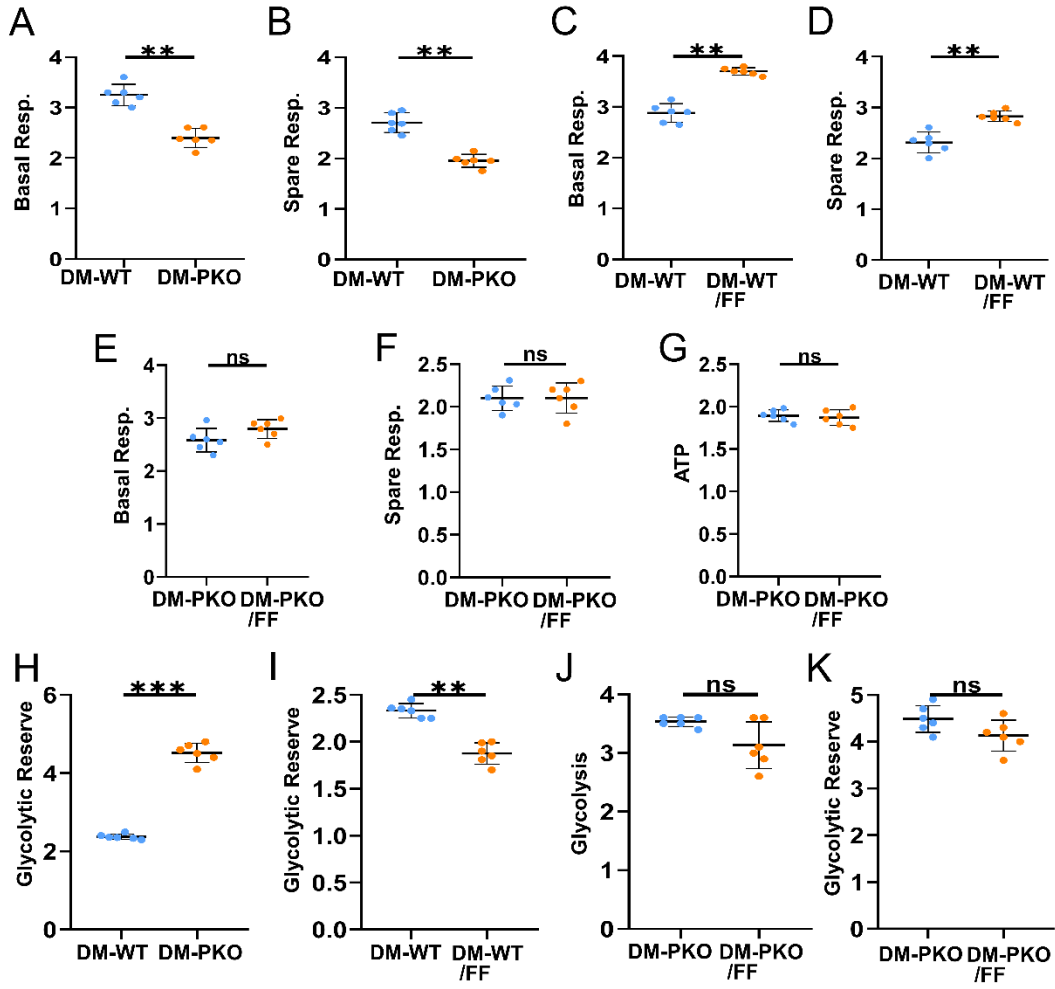 A
B
C
D
**
**
**
**
Basal Resp.
4
3
2
1
0
DM-WT
DM-PKO
Spare Resp.
4
3
2
1
0
DM-WT
DM-PKO
Basal Resp.
4
3
2
1
0
DM-WT
DM-WT
/FF
Spare Resp.
4
3
2
1
0
DM-WT
DM-WT
/FF
E
F
G
ns
ns
ns
Basal Resp.
4
3
2
1
0
DM-PKO
DM-PKO
/FF
Spare Resp.
2.5
2.0
1.5
1.0
0.5
0.0
DM-PKO
DM-PKO
/FF
ATP
2.5
2.0
1.5
1.0
0.5
0.0
DM-PKO
DM-PKO
/FF
H
I
J
K
***
**
ns
ns
Glycolytic Reserve
6
4
2
0
DM-WT
DM-PKO
Glycolytic Reserve
2.5
2.0
1.5
1.0
0.5
0.0
DM-WT
DM-WT
/FF
Glycolysis
4
3
2
1
0
DM-PKO
DM-PKO
/FF
Glycolytic Reserve
5
4
3
2
1
0
DM-PKO
DM-PKO
/FF